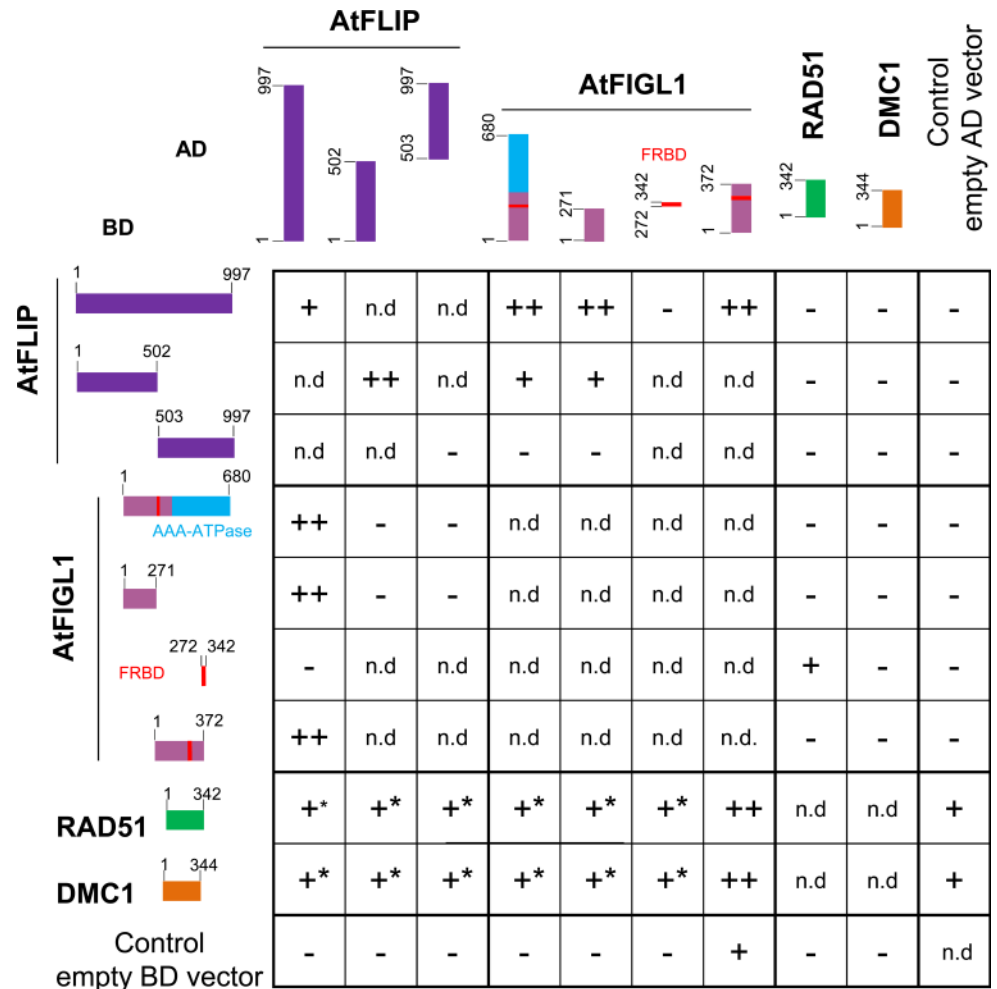 AtFLIP
AtFIGL1
RAD51
DMC1
Control
empty AD vector
AD
BD
997
1
502
1
997
503
680
1
271
1
FRBD
342
272
372
1
342
1
344
1
AtFLIP
1 997
+ n.d n.d ++ ++ - ++ - - -
1 502
n.d ++ n.d + + n.d n.d - - -
503 997
n.d n.d - - - n.d n.d - - -
AtFIGL1
1 680
AAA-ATPase
++ - - n.d n.d n.d n.d - - -
1 271
++ - - n.d n.d n.d n.d - - -
272 342
FRBD
- n.d n.d n.d n.d n.d n.d + - -
1 372
++ n.d n.d n.d n.d n.d n.d. - - -
RAD51
1 342
+* +* +* +* +* +* ++ n.d n.d +
DMC1
1 344
+* +* +* +* +* +* ++ n.d n.d +
Control
empty BD vector
- - - - - - + - - n.d